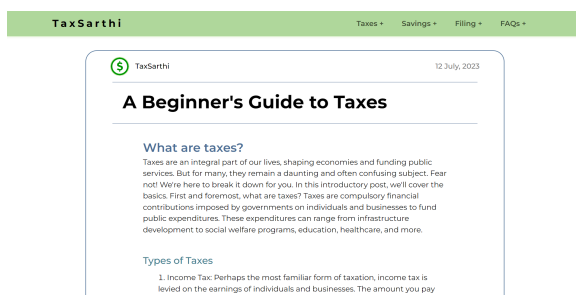 TaxSarthi
Taxes + Savings + Filing + FAQs +
TaxSarthi
12 July, 2023
A Beginner's Guide to Taxes
What are taxes?
Taxes are an integral part of our lives, shaping economies and funding public
services. But for many, they remain a daunting and often confusing subject. Fear
not! We're here to break it down for you. In this introductory post, we'll cover the
basics. First and foremost, what are taxes? Taxes are compulsory financial
contributions imposed by governments on individuals and businesses to fund
public expenditures. These expenditures can range from infrastructure
development to social welfare programs, education, healthcare, and more.
Types of Taxes
1. Income Tax: Perhaps the most familiar form of taxation, income tax is
levied on the earnings of individuals and businesses. The amount you pay